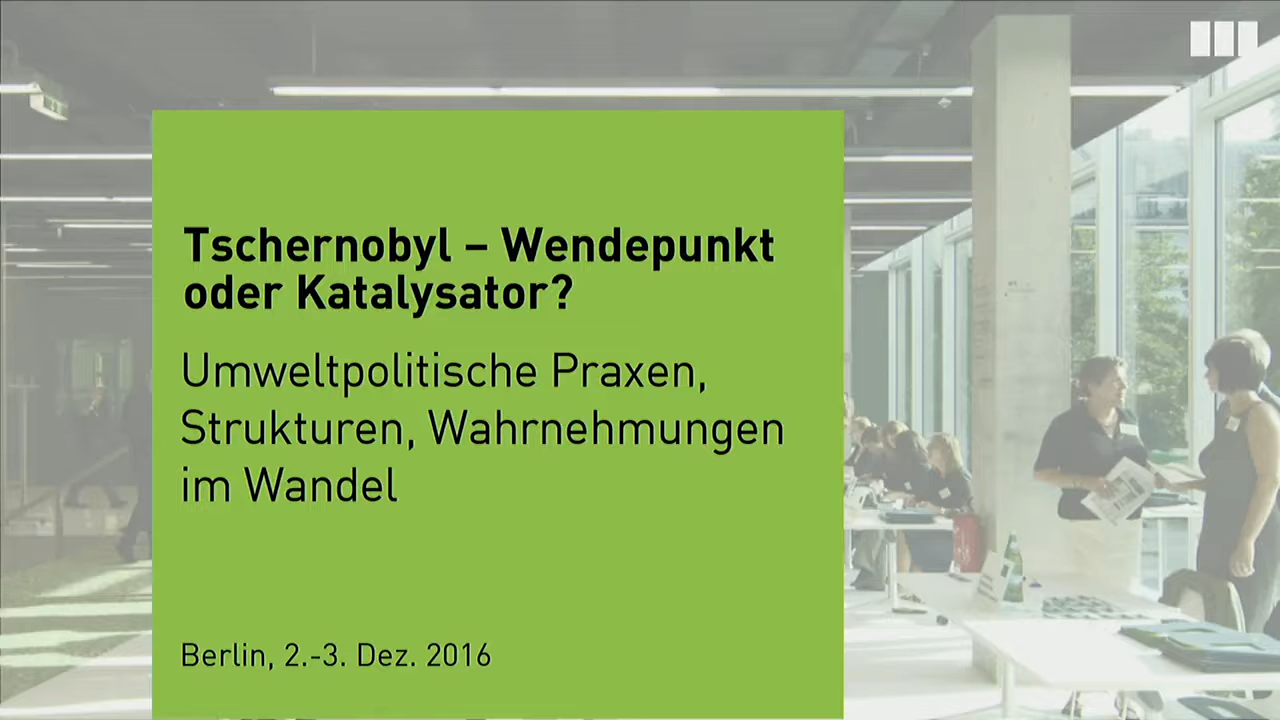 Tschernobyl – Wendepunkt
oder Katalysator?
Umweltpolitische Praxen,
Strukturen, Wahrnehmungen
im Wandel
Berlin, 2.-3. Dez. 2016